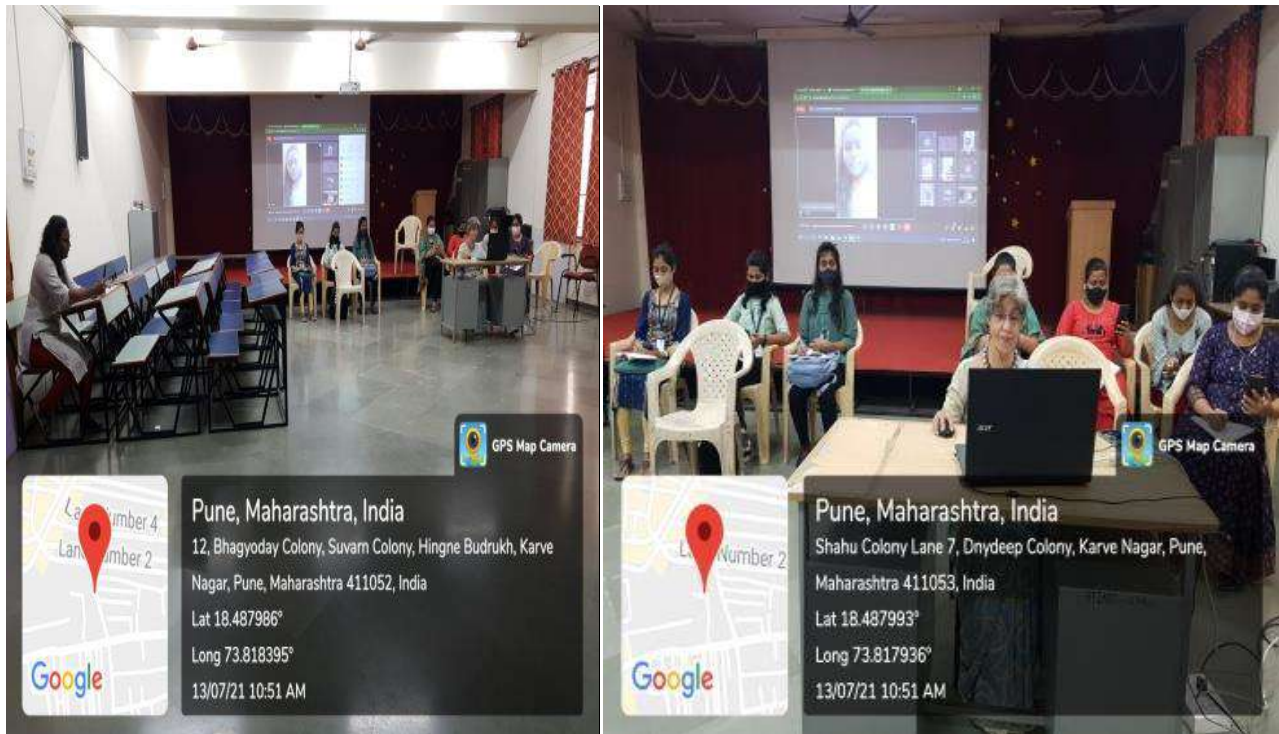 GPS Map Camera
Lane Number 4
Lane Number 2
Google
Pune, Maharashtra, India
12, Bhagyoday Colony, Suvarn Colony, Hingne Budrukh, Karve
Nagar, Pune, Maharashtra 411052, India
Lat 18.487986°
Long 73.818395°
13/07/21 10:51 AM
acer
GPS Map Camera
Number 2
Google
Pune, Maharashtra, India
Shahu Colony Lane 7, Dnydeep Colony, Karve Nagar, Pune,
Maharashtra 411053, India
Lat 18.487993°
Long 73.817936°
13/07/21 10:51 AM